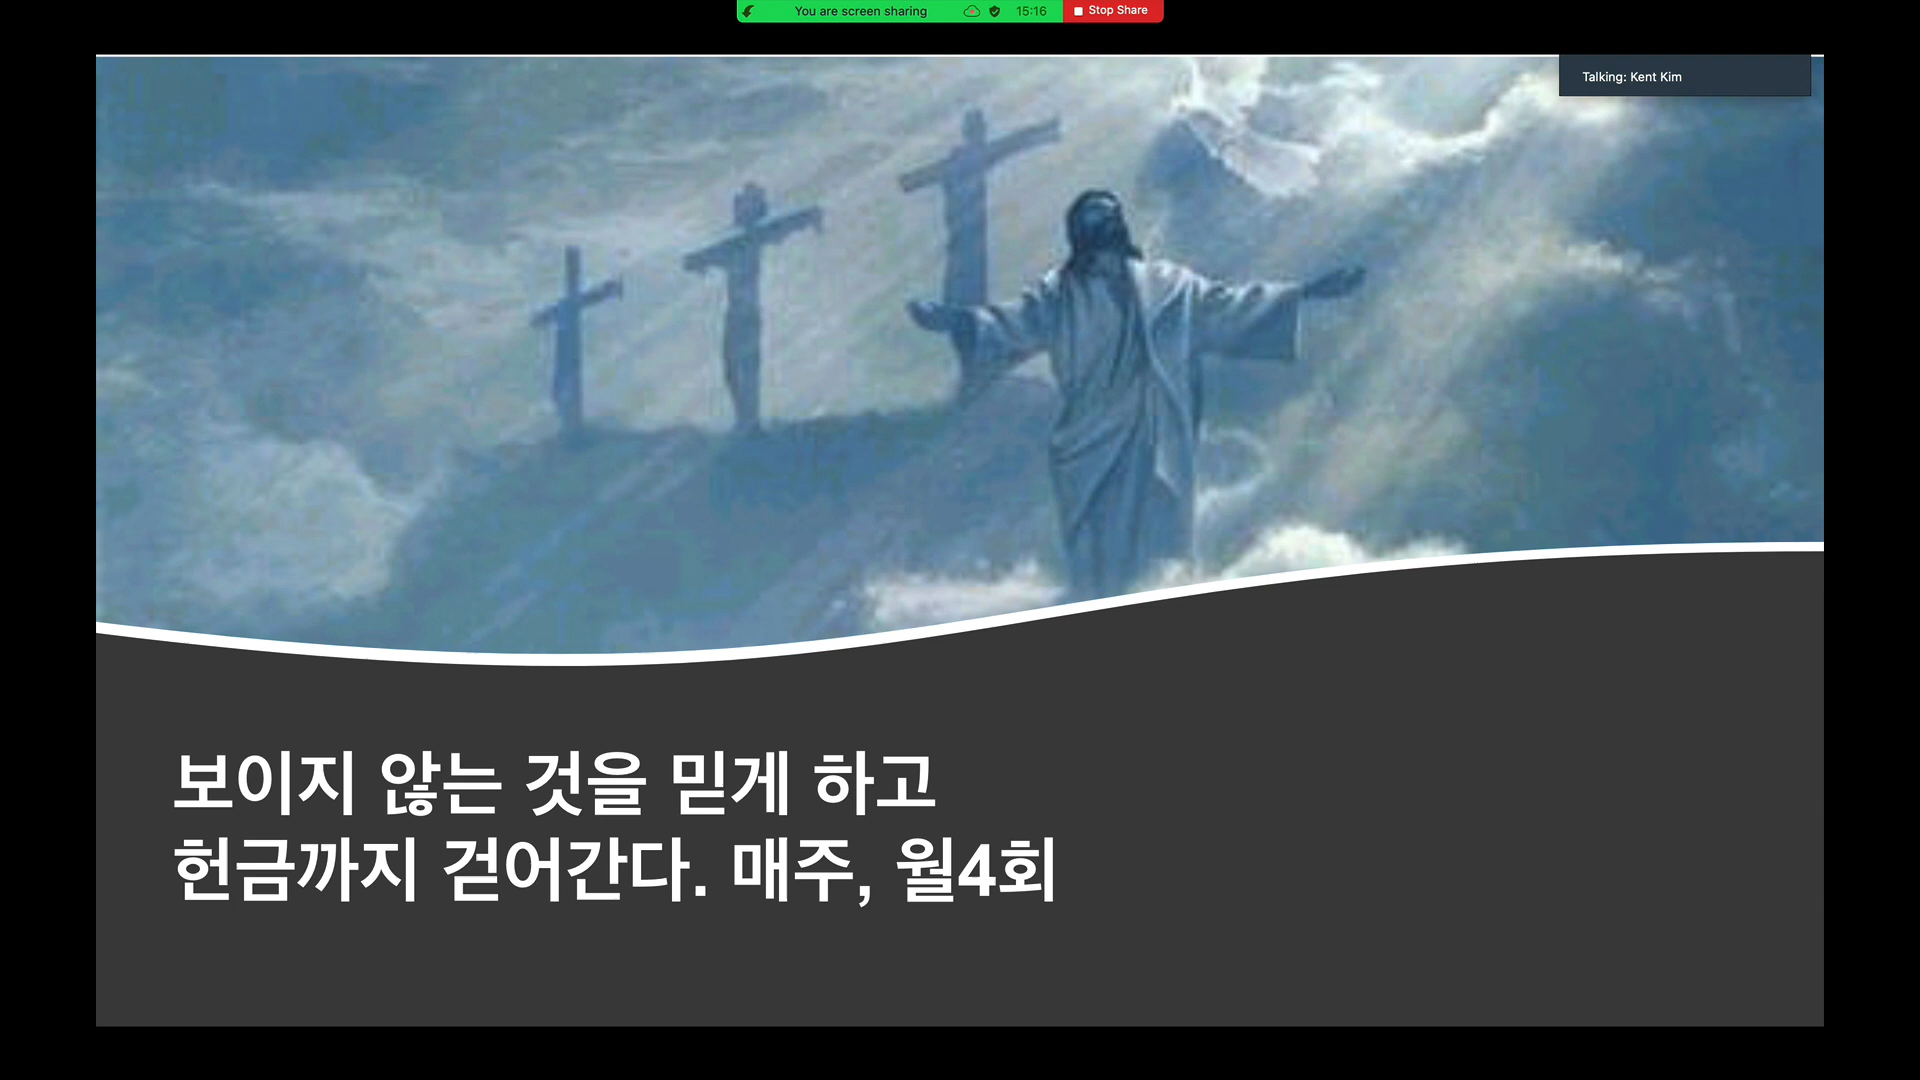 You are screen sharing 15:16 Stop Share
Talking: Kent Kim
보이지 않는 것을 믿게 하고
헌금까지 걷어간다. 매주, 월4회